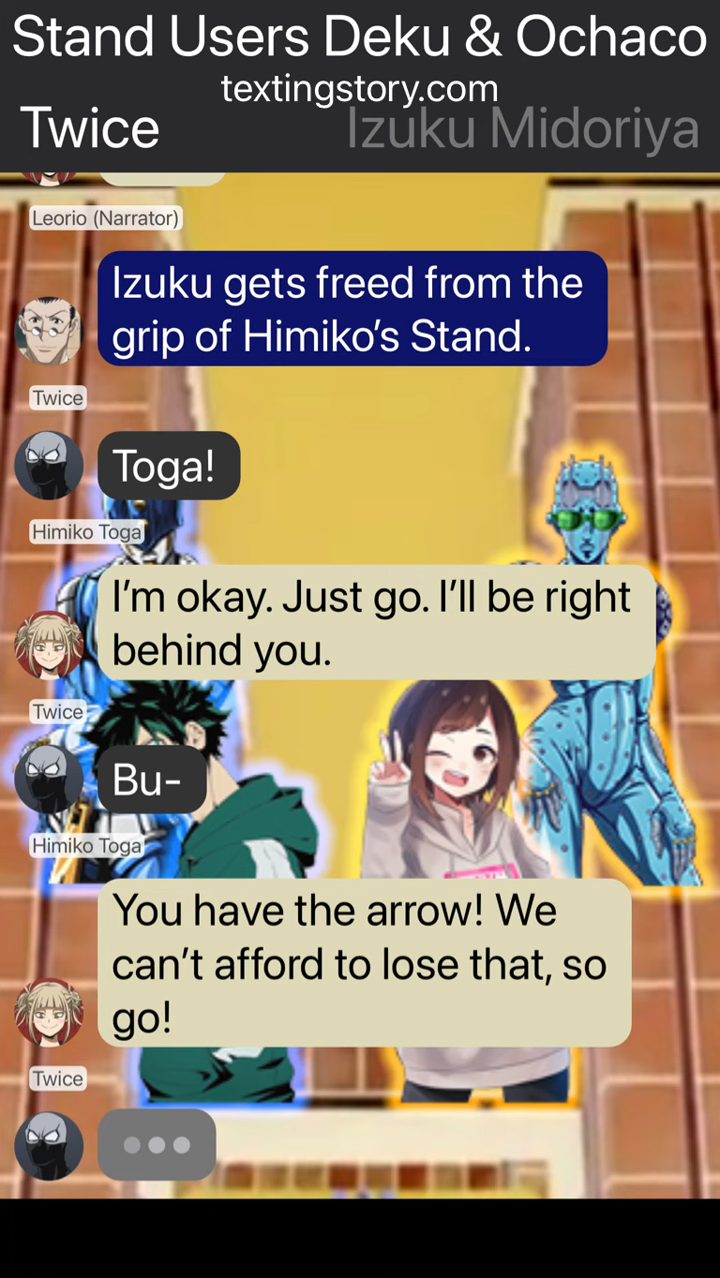 Stand Users Deku & Ochaco
textingstory.com
Twice
Izuku Midoriya
Leorio (Narrator)
Izuku gets freed from the
grip of Himiko’s Stand.
Twice
Toga!
Himiko Toga
I’m okay. Just go. I’ll be right
behind you.
Twice
Bu-
Himiko Toga
You have the arrow! We
can’t afford to lose that, so
go!
Twice